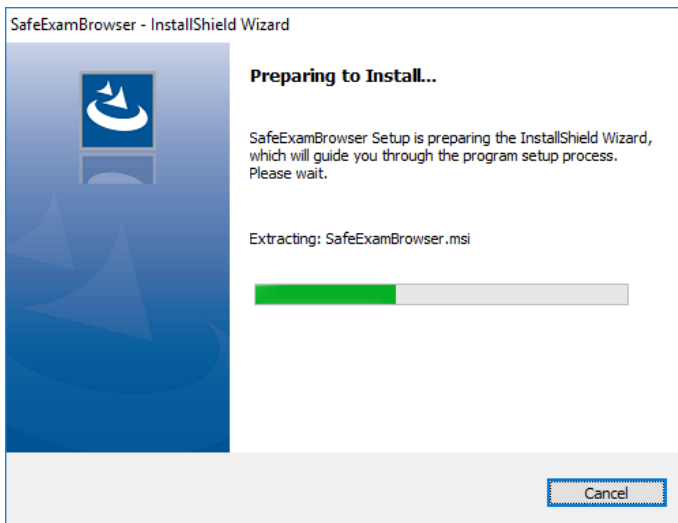 SafeExamBrowser - InstallShield Wizard
Preparing to Install...
SafeExamBrowser Setup is preparing the InstallShield Wizard,
which will guide you through the program setup process.
Please wait.
Extracting: SafeExamBrowser.msi
Cancel